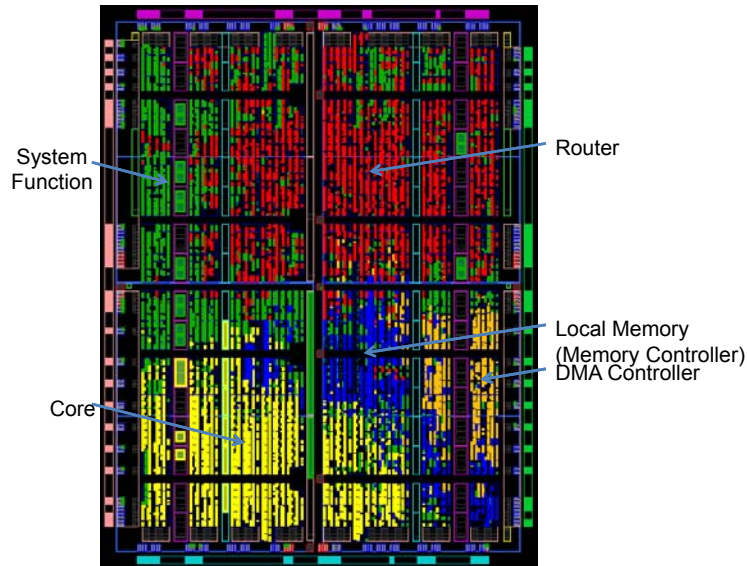 System
Function
Router
Local Memory
(Memory Controller)
DMA Controller
Core